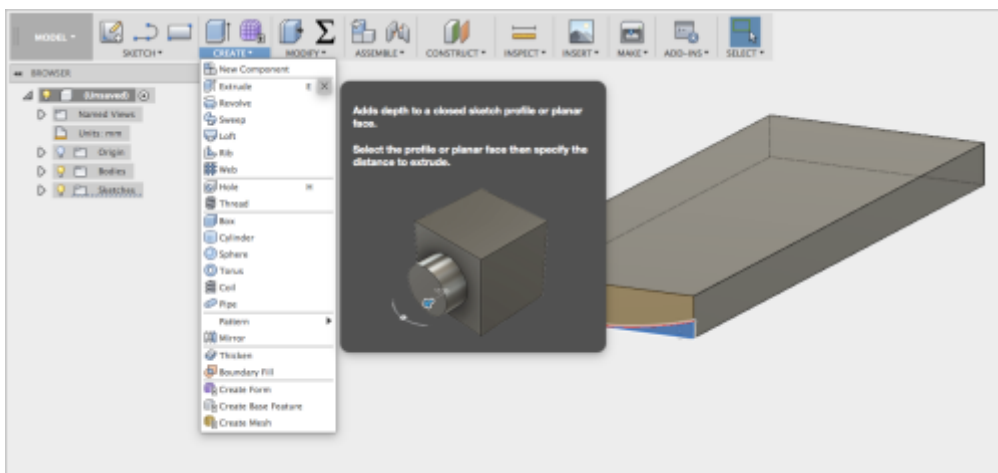 MODEL
SKETCH
CREATE
MODIFY
ASSEMBLE
CONSTRUCT
INSPECT
INSERT
MAKE
ADD-INS
SELECT
BROWSER
(Unsaved)
Named Views
Units: mm
Origin
Bodies
Sketches
New Component
Extrude E
Revolve
Sweep
Loft
Rib
Web
Hole H
Thread
Box
Cylinder
Sphere
Torus
Coil
Pipe
Pattern
Mirror
Thicken
Boundary Fill
Create Form
Create Base Feature
Create Mesh
Adds depth to a closed sketch profile or planar
face.
Select the profile or planar face then specify the
distance to extrude.